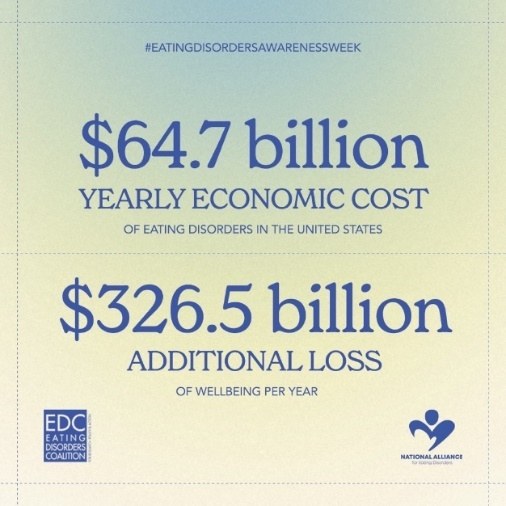 #EATINGDISORDERSAWARENESSWEEK
$64.7 billion
YEARLY ECONOMIC COST
OF EATING DISORDERS IN THE UNITED STATES
$326.5 billion
ADDITIONAL LOSS
OF WELLBEING PER YEAR
EDC
EATING
DISORDERS
COALITION
NATIONAL ALLIANCE
for Eating Disorders